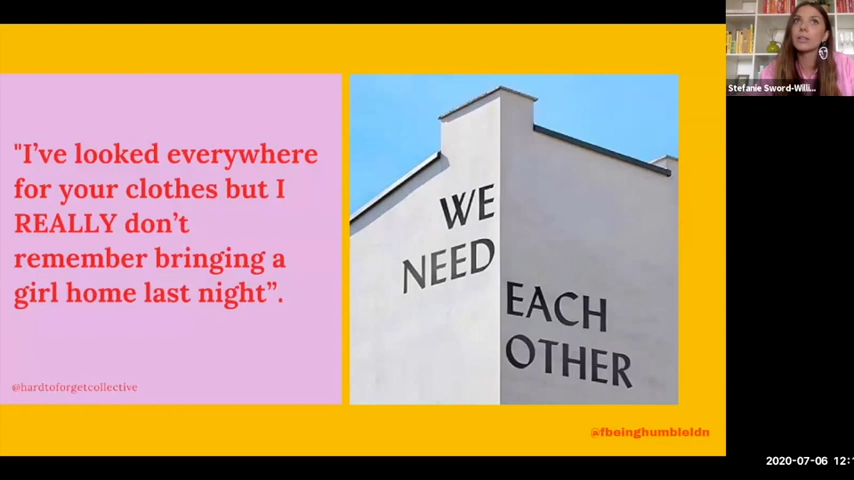 "I’ve looked everywhere
for your clothes but I
REALLY don’t
remember bringing a
girl home last night”.
@hardtoforgetcollective
WE
NEED
EACH
OTHER
@fbeinghumbleldn
Stefanie Sword-Willi...
2020-07-06 12:1